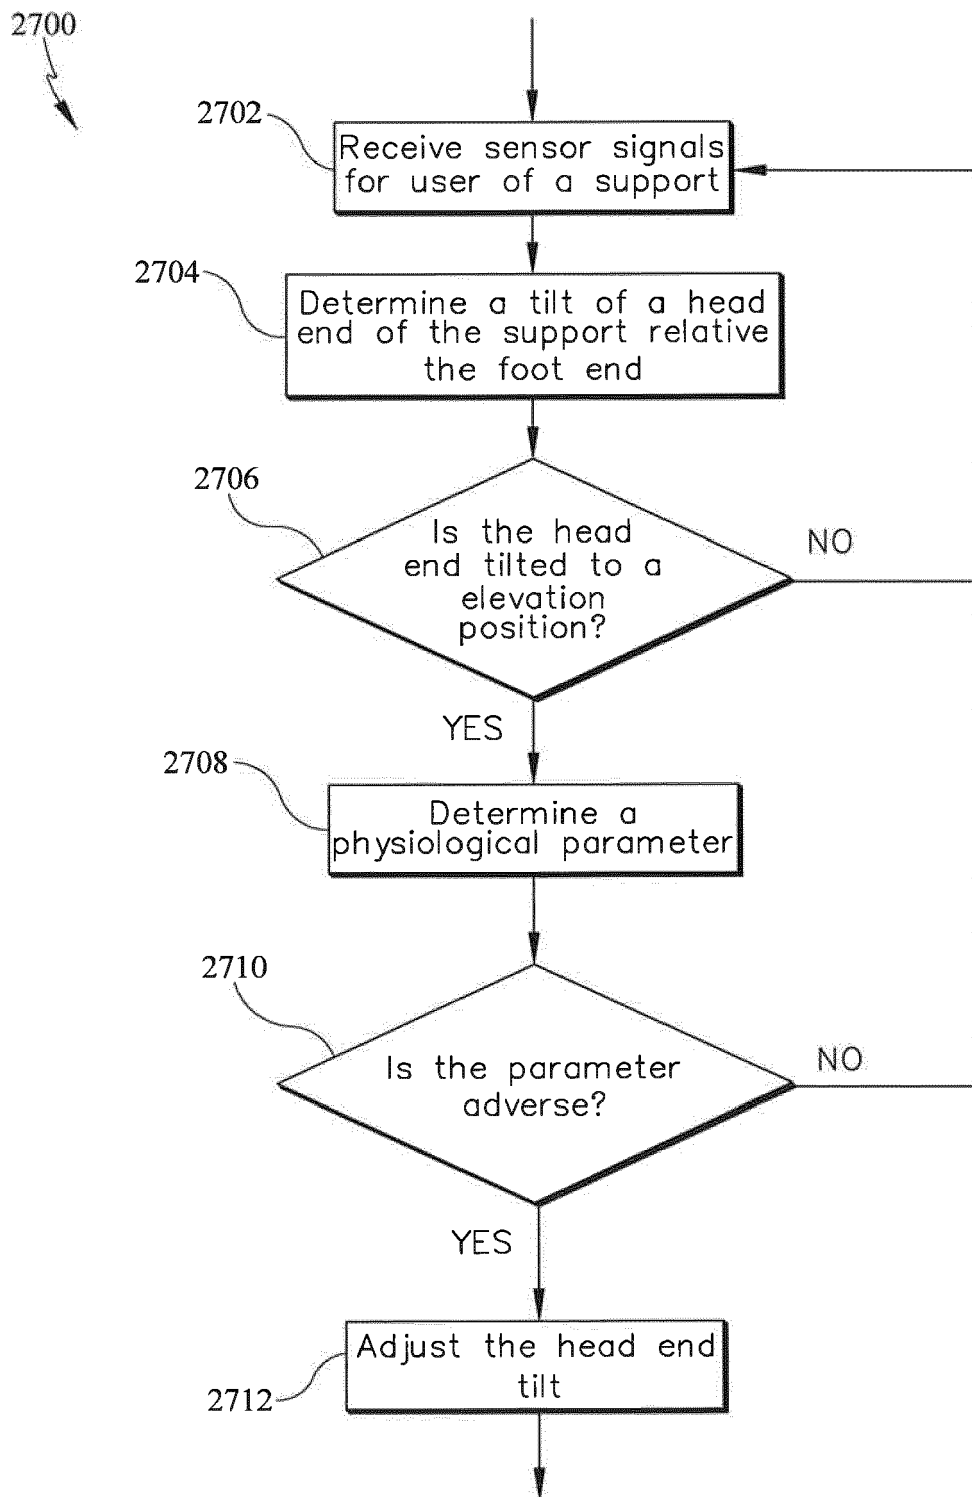 2700
2702
Receive sensor signals
for user of a support
2704
Determine a tilt of a head
end of the support relative
the foot end
2706
Is the head
end tilted to a
elevation
position?
NO
YES
2708
Determine a
physiological parameter
2710
Is the parameter
adverse?
NO
YES
Adjust the head end
tilt
2712